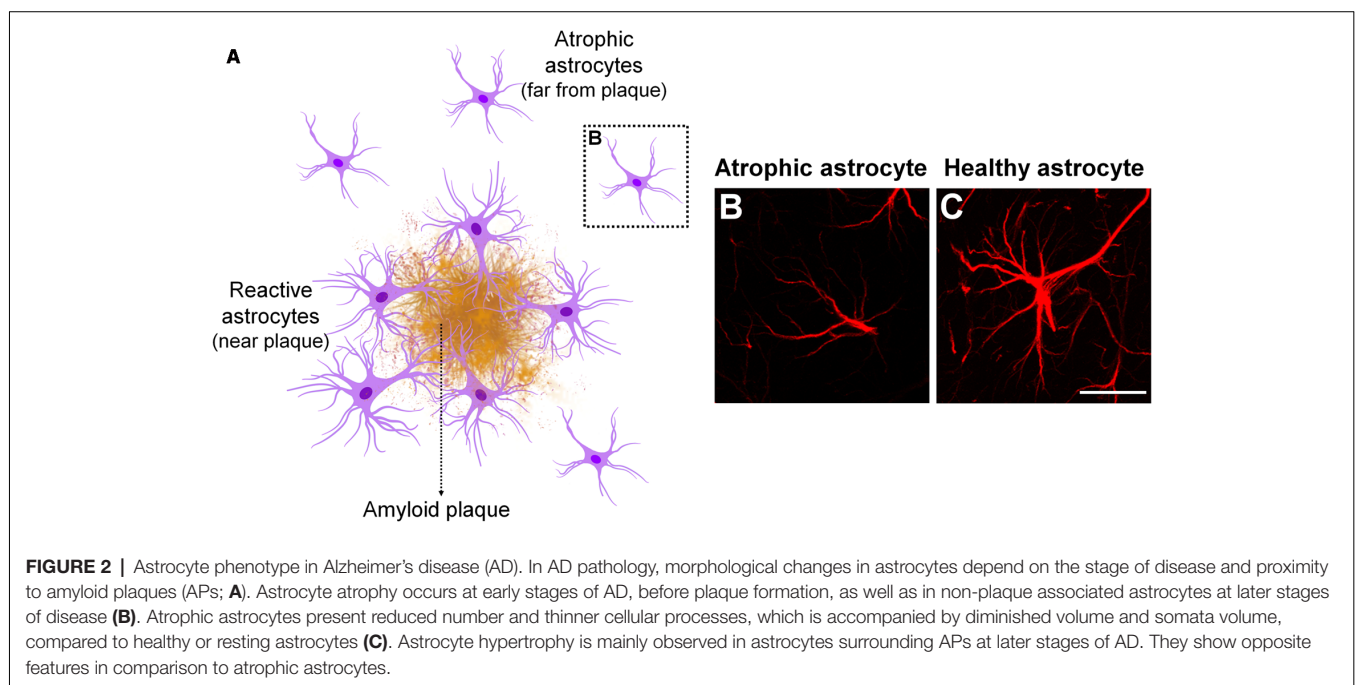 A
Atrophic
astrocytes
(far from plaque)
B
Reactive
astrocytes
(near plaque)
Amyloid plaque
Atrophic astrocyte
Healthy astrocyte
B
C
FIGURE 2 | Astrocyte phenotype in Alzheimer’s disease (AD). In AD pathology, morphological changes in astrocytes depend on the stage of disease and proximity
to amyloid plaques (APs; A). Astrocyte atrophy occurs at early stages of AD, before plaque formation, as well as in non-plaque associated astrocytes at later stages
of disease (B). Atrophic astrocytes present reduced number and thinner cellular processes, which is accompanied by diminished volume and somata volume,
compared to healthy or resting astrocytes (C). Astrocyte hypertrophy is mainly observed in astrocytes surrounding APs at later stages of AD. They show opposite
features in comparison to atrophic astrocytes.